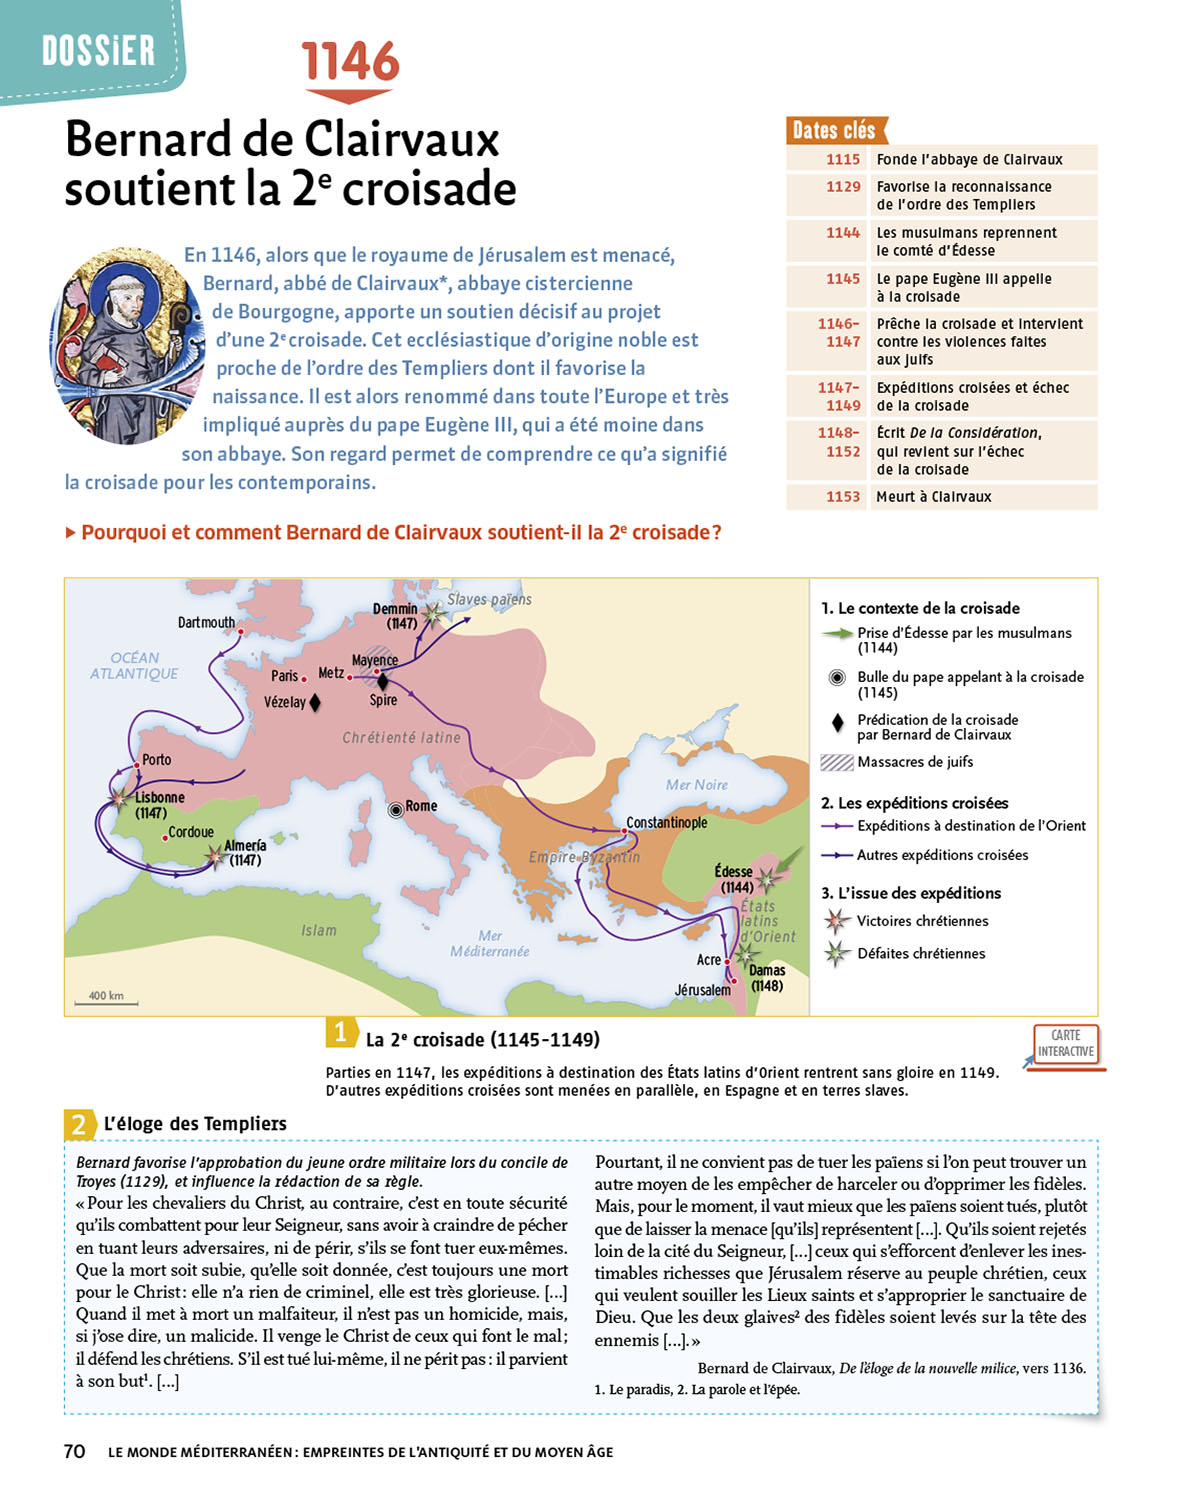 DOSSIER
1146
Bernard de Clairvaux
soutient la 2e croisade
En 1146, alors que le royaume de Jérusalem est menacé,
Bernard, abbé de Clairvaux*, abbaye cistercienne
de Bourgogne, apporte un soutien décisif au projet
d'une 2e croisade. Cet ecclésiastique d'origine noble est
proche de l'ordre des Templiers dont il favorise la
naissance. Il est alors renommé dans toute l'Europe et très
impliqué auprès du pape Eugène III, qui a été moine dans
son abbaye. Son regard permet de comprendre ce qu'a signifié
la croisade pour les contemporains.
▶ Pourquoi et comment Bernard de Clairvaux soutient-il la 2e croisade ?
Dates clés
1115 Fonde l'abbaye de Clairvaux
1129 Favorise la reconnaissance
de l'ordre des Templiers
1144 Les musulmans reprennent
le comté d'Édesse
1145 Le pape Eugène III appelle
à la croisade
1146– Prêche la croisade et intervient
1147 contre les violences faites
aux juifs
1147– Expéditions croisées et échec
1149 de la croisade
1148– Écrit De la Considération,
1152 qui revient sur l'échec
de la croisade
1153 Meurt à Clairvaux
Slaves païens
Demmin
(1147)
Dartmouth
OCÉAN
ATLANTIQUE
Mayence
Paris
Metz
Vézelay
Spire
Chrétienté latine
Porto
Mer Noire
Lisbonne
(1147)
Rome
Constantinople
Cordoue
Almería
(1147)
Empire Byzantin
Édesse
(1144)
États
latins
d'Orient
Islam
Mer
Méditerranée
Acre
Damas
(1148)
Jérusalem
400 km
1. Le contexte de la croisade
Prise d'Édesse par les musulmans
(1144)
Bulle du pape appelant à la croisade
(1145)
Prédication de la croisade
par Bernard de Clairvaux
Massacres de juifs
2. Les expéditions croisées
Expéditions à destination de l'Orient
Autres expéditions croisées
3. L'issue des expéditions
Victoires chrétiennes
Défaites chrétiennes
1 La 2e croisade (1145-1149)
CARTE
INTERACTIVE
Parties en 1147, les expéditions à destination des États latins d'Orient rentrent sans gloire en 1149.
D'autres expéditions croisées sont menées en parallèle, en Espagne et en terres slaves.
2 L'éloge des Templiers
Bernard favorise l'approbation du jeune ordre militaire lors du concile de
Troyes (1129), et influence la rédaction de sa règle.
« Pour les chevaliers du Christ, au contraire, c'est en toute sécurité
qu'ils combattent pour leur Seigneur, sans avoir à craindre de pécher
en tuant leurs adversaires, ni de périr, s'ils se font tuer eux-mêmes.
Que la mort soit subie, qu'elle soit donnée, c'est toujours une mort
pour le Christ : elle n'a rien de criminel, elle est très glorieuse. [...]
Quand il met à mort un malfaiteur, il n'est pas un homicide, mais,
si j'ose dire, un malicide. Il venge le Christ de ceux qui font le mal ;
il défend les chrétiens. S'il est tué lui-même, il ne périt pas : il parvient
à son but1. [...]
Pourtant, il ne convient pas de tuer les païens si l'on peut trouver un
autre moyen de les empêcher de harceler ou d'opprimer les fidèles.
Mais, pour le moment, il vaut mieux que les païens soient tués, plutôt
que de laisser la menace [qu'ils] représentent [...]. Qu'ils soient rejetés
loin de la cité du Seigneur, [...] ceux qui s'efforcent d'enlever les ines-
timables richesses que Jérusalem réserve au peuple chrétien, ceux
qui veulent souiller les Lieux saints et s'approprier le sanctuaire de
Dieu. Que les deux glaives2 des fidèles soient levés sur la tête des
ennemis [...]. »
Bernard de Clairvaux, De l'éloge de la nouvelle milice, vers 1136.
1. Le paradis, 2. La parole et l'épée.
70 LE MONDE MÉDITERRANÉEN : EMPREINTES DE L'ANTIQUITÉ ET DU MOYEN ÂGE